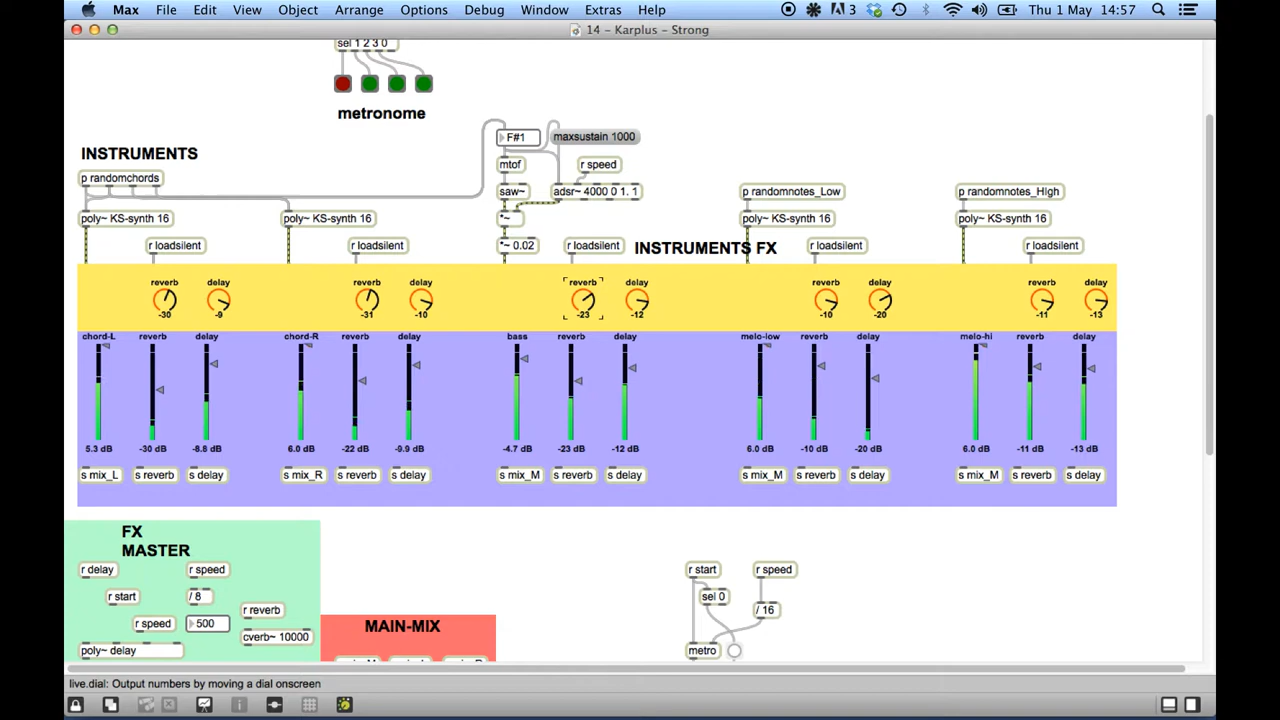 Max File Edit View Object Arrange Options Debug Window Extras Help 3 Thu 1 May 14:57
14 – Karplus – Strong
sel 1 2 3 0
metronome
F#1 maxsustain 1000
INSTRUMENTS
mtof r speed
p randomchords
saw~ adsr~ 4000 0 1. 1 p randomnotes_Low p randomnotes_HIgh
poly~ KS-synth 16 poly~ KS-synth 16 *~ poly~ KS-synth 16 poly~ KS-synth 16
r loadsilent r loadsilent *~ 0.02 r loadsilent INSTRUMENTS FX r loadsilent r loadsilent
reverb delay reverb delay reverb delay reverb delay reverb delay
-30 -9 -31 -10 -23 -12 -10 -20 -11 -13
chord-L reverb delay chord-R reverb delay bass reverb delay melo-low reverb delay melo-hi reverb delay
5.3 dB -30 dB -8.8 dB 6.0 dB -22 dB -9.9 dB -4.7 dB -23 dB -12 dB 6.0 dB -10 dB -20 dB 6.0 dB -11 dB -13 dB
s mix_L s reverb s delay s mix_R s reverb s delay s mix_M s reverb s delay s mix_M s reverb s delay s mix_M s reverb s delay
FX
MASTER
r delay r speed r start r speed
r start / 8 sel 0
r reverb / 16
r speed 500
MAIN-MIX
cverb~ 10000
poly~ delay metro
live.dial: Output numbers by moving a dial onscreen